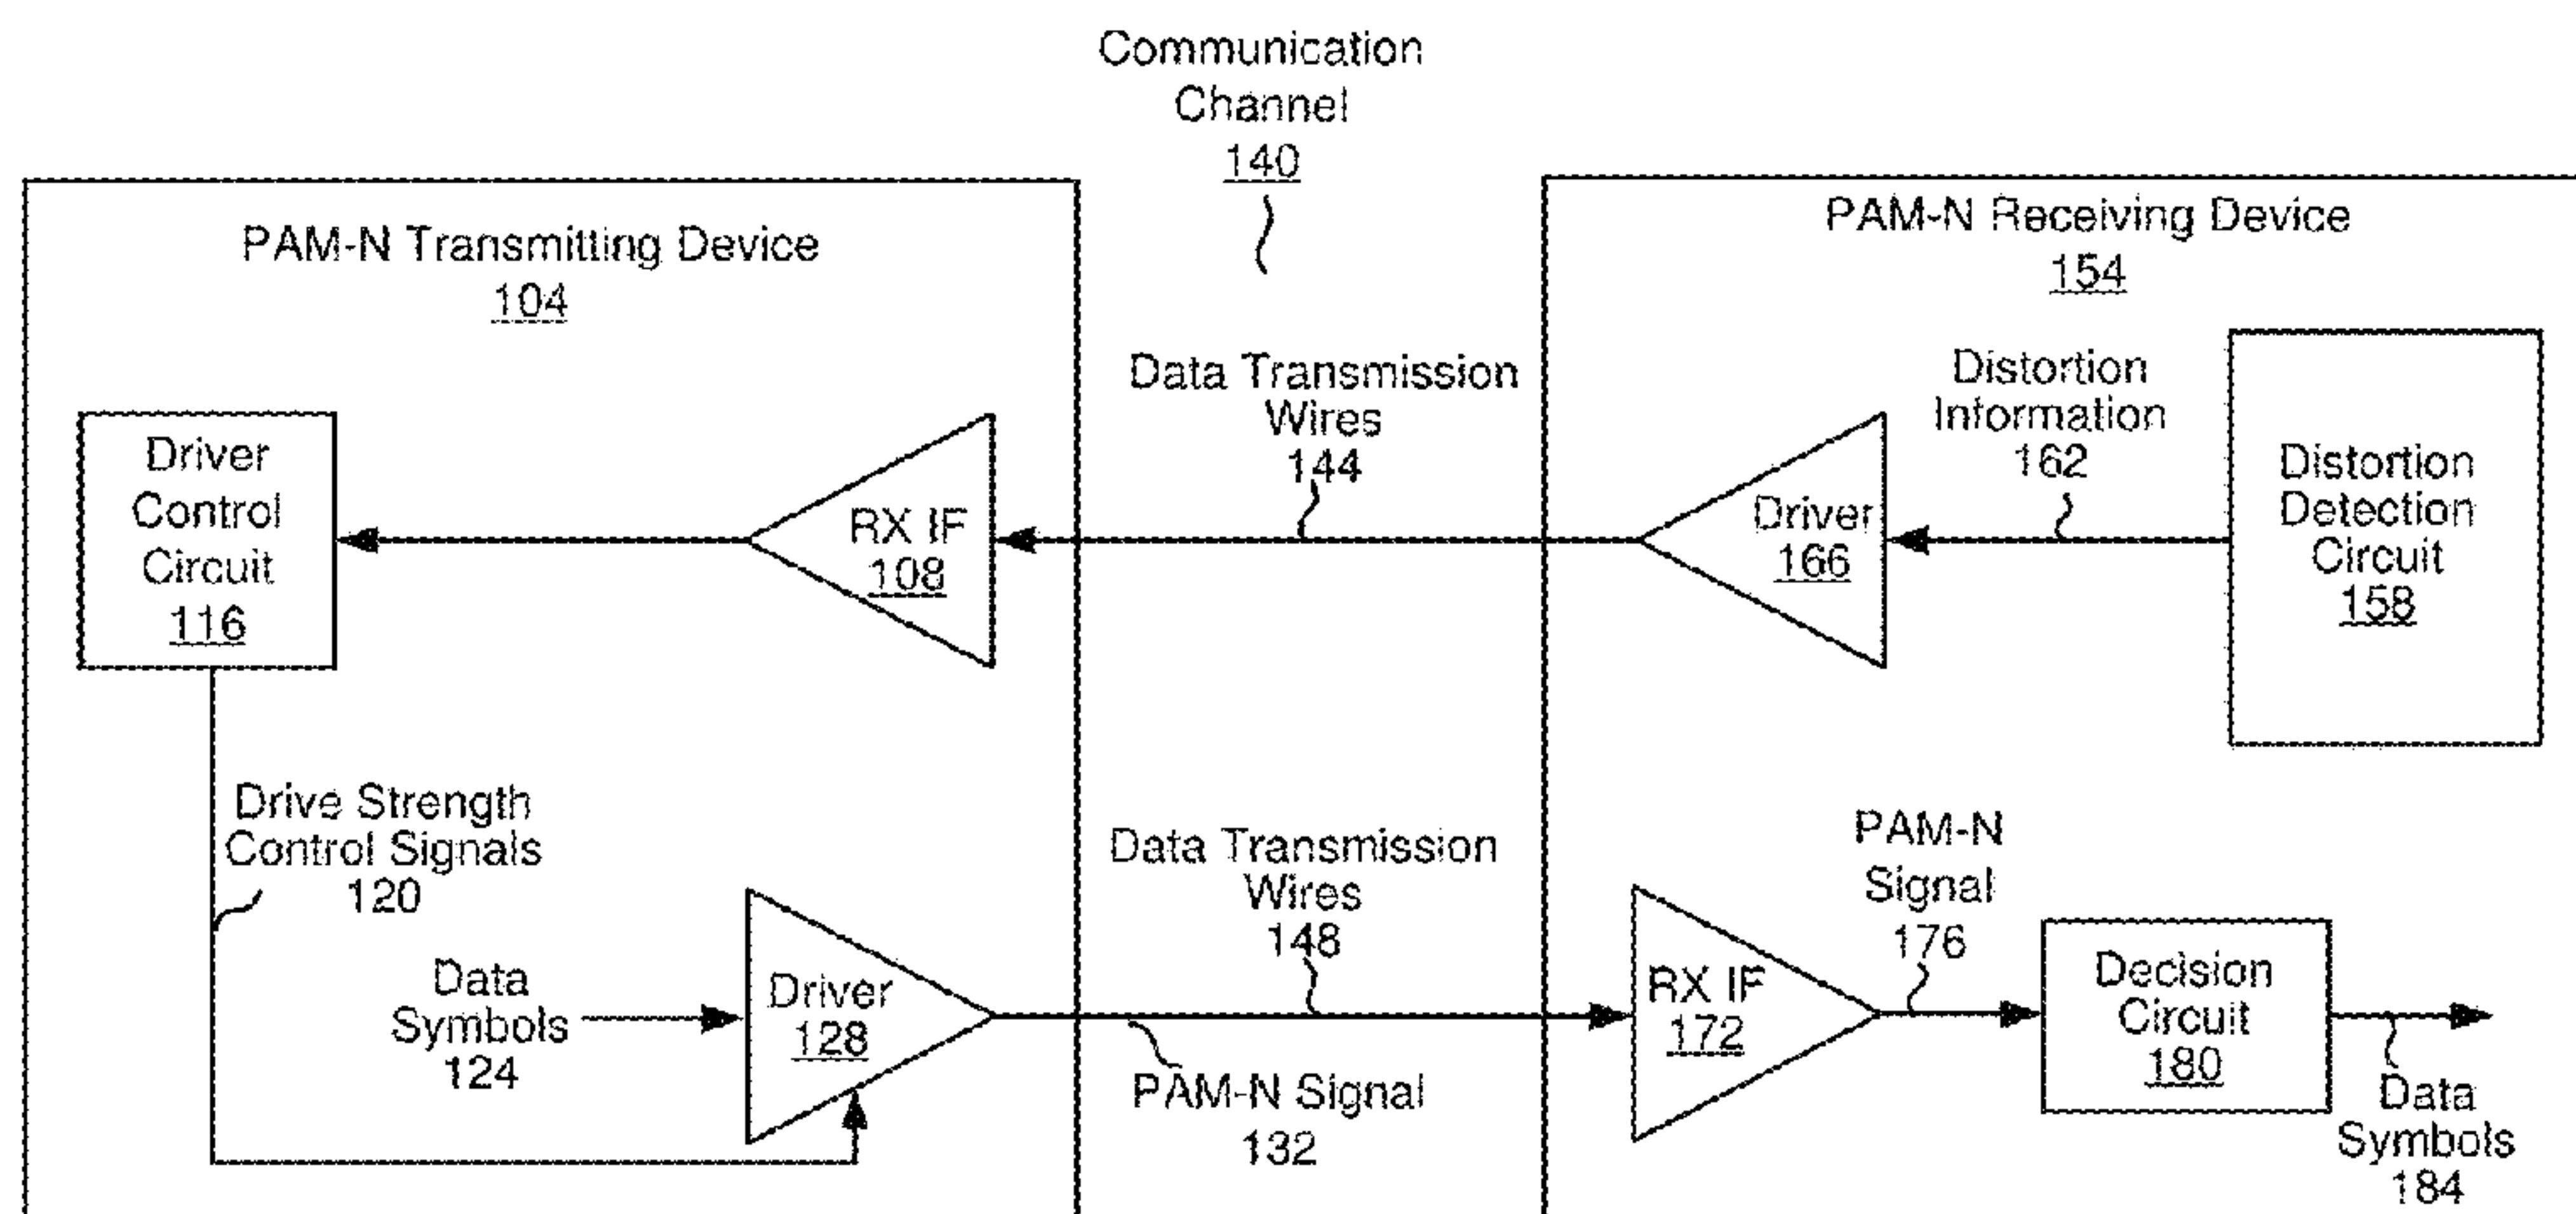 Communication
Channel
140
PAM-N Transmitting Device
104
PAM-N Receiving Device
154
Driver
Control
Circuit
116
RX IF
108
Data Transmission
Wires
144
Driver
166
Distortion
Information
162
Distortion
Detection
Circuit
158
Drive Strength
Control Signals
120
Data
Symbols
124
Driver
128
Data Transmission
Wires
148
PAM-N Signal
132
RX IF
172
PAM-N
Signal
176
Decision
Circuit
180
Data
Symbols
184